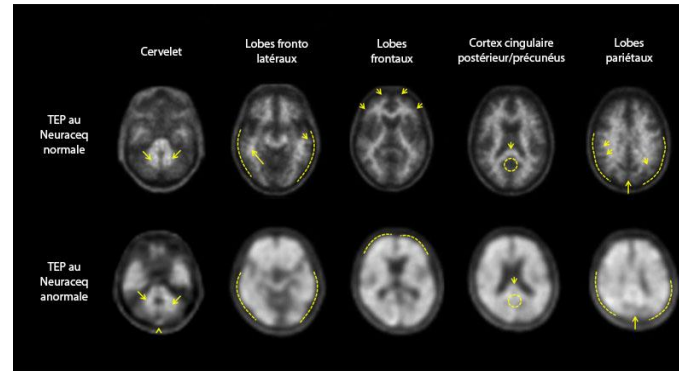 Cervelet
Lobes fronto
latéraux
Lobes
frontaux
Cortex cingulaire
postérieur/précunéus
Lobes
pariétaux
TEP au
Neuraceq
normale
TEP au
Neuraceq
anormale